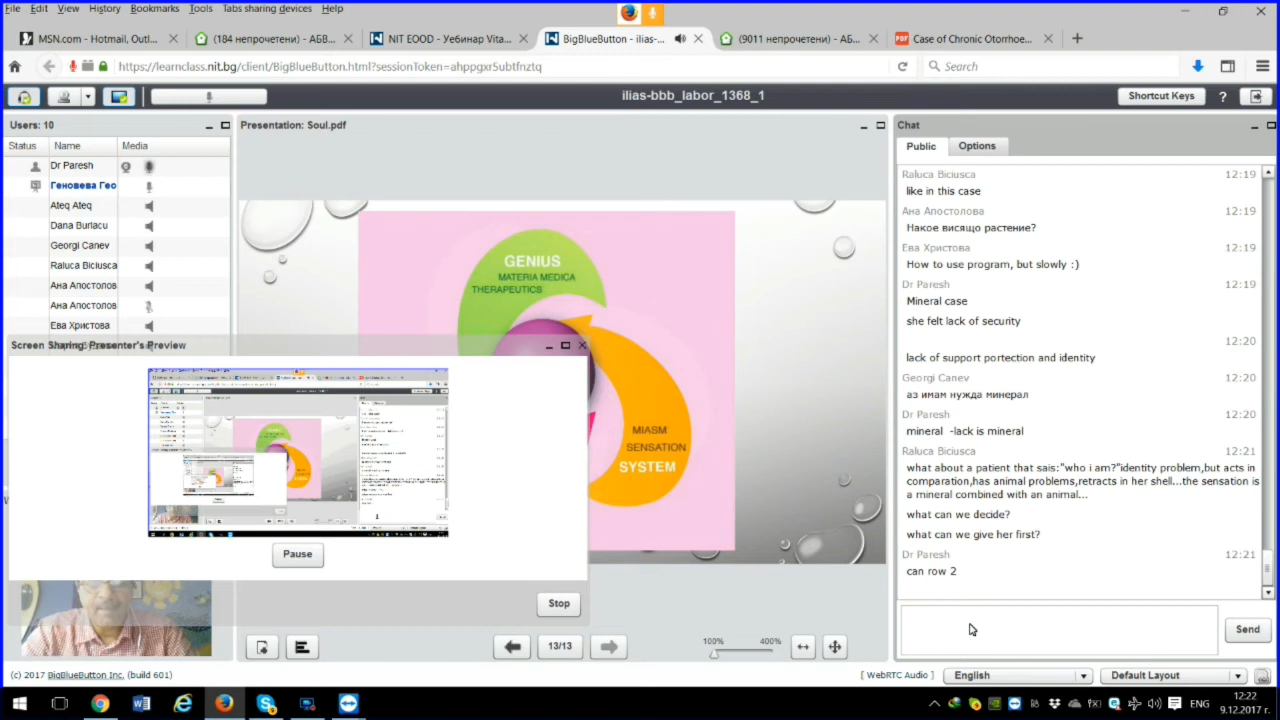 File Edit View History Bookmarks Tools Tabs sharing devices Help
MSN.com - Hotmail, Outl...
(184 непрочетени) - АБВ...
NIT EOOD - Уебинар Vita...
BigBlueButton - ilias-...
(9011 непрочетени) - АБ...
Case of Chronic Otorrhoe...
https://learnclass.nit.bg/client/BigBlueButton.html?sessionToken=ahppgxr5ubtfnztq
Search
ilias-bbb_labor_1368_1
Shortcut Keys
?
Users: 10
Status Name Media
Dr Paresh
Геновева Гео
Ateq Ateq
Dana Burlacu
Georgi Canev
Raluca Biciusca
Ана Апостолов
Ана Апостолов
Ева Христова
Screen Sharing: Presenter's Preview
Pause
Stop
Presentation: Soul.pdf
GENIUS
MATERIA MEDICA
THERAPEUTICS
MIASM
SENSATION
SYSTEM
13/13
100% 400%
Chat
Public Options
Raluca Biciusca 12:19
like in this case
Ана Апостолова 12:19
Накое висящо растение?
Ева Христова 12:19
How to use program, but slowly :)
Dr Paresh 12:19
Mineral case
she felt lack of security
12:20
lack of support portection and identity
Georgi Canev 12:20
аз имам нужда минерал
Dr Paresh 12:20
mineral -lack is mineral
Raluca Biciusca 12:21
what about a patient that sais:"who i am?"identity problem,but acts in
comparation,has animal problems,retracts in her shell...the sensation is
a mineral combined with an animal...
what can we decide?
what can we give her first?
Dr Paresh 12:21
can row 2
Send
(c) 2017 BigBlueButton Inc. (build 601)
[ WebRTC Audio ]
English
Default Layout
ENG
12:22
9.12.2017 г.